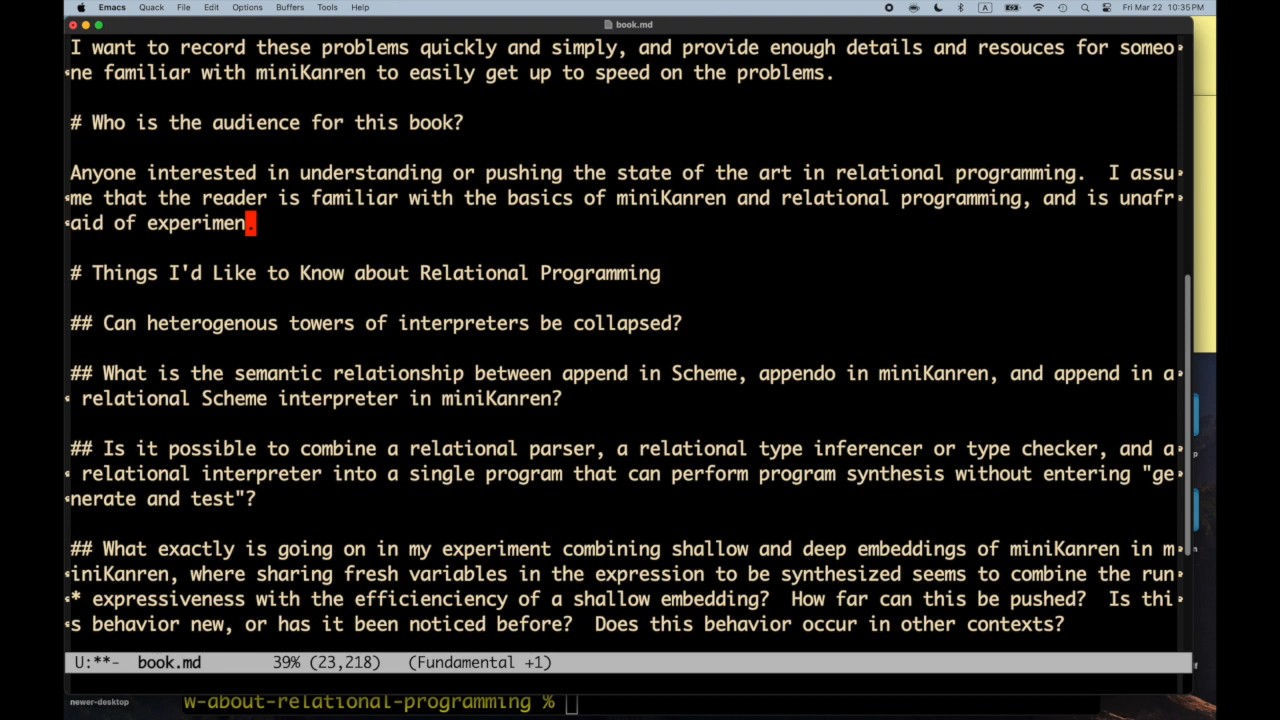 Emacs Quack File Edit Options Buffers Tools Help A Fri Mar 22 10:35 PM
book.md
I want to record these problems quickly and simply, and provide enough details and resouces for someo
ne familiar with miniKanren to easily get up to speed on the problems.
# Who is the audience for this book?
Anyone interested in understanding or pushing the state of the art in relational programming.  I assu
me that the reader is familiar with the basics of miniKanren and relational programming, and is unafr
aid of experimen.
# Things I'd Like to Know about Relational Programming
## Can heterogenous towers of interpreters be collapsed?
## What is the semantic relationship between append in Scheme, appendo in miniKanren, and append in a
relational Scheme interpreter in miniKanren?
## Is it possible to combine a relational parser, a relational type inferencer or type checker, and a
relational interpreter into a single program that can perform program synthesis without entering "ge
nerate and test"?
## What exactly is going on in my experiment combining shallow and deep embeddings of miniKanren in m
iniKanren, where sharing fresh variables in the expression to be synthesized seems to combine the run
* expressiveness with the efficienciency of a shallow embedding?  How far can this be pushed?  Is thi
s behavior new, or has it been noticed before?  Does this behavior occur in other contexts?
U:**-  book.md  39% (23,218)  (Fundamental +1)
newer-desktop
w-about-relational-programming %